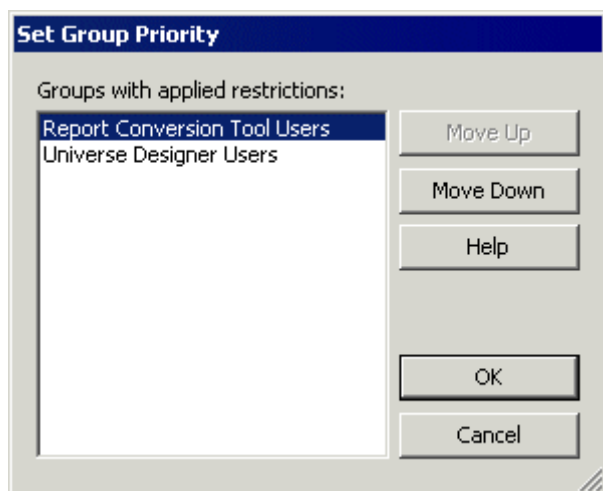 Set Group Priority
Groups with applied restrictions:
Report Conversion Tool Users
Universe Designer Users
Move Up
Move Down
Help
OK
Cancel